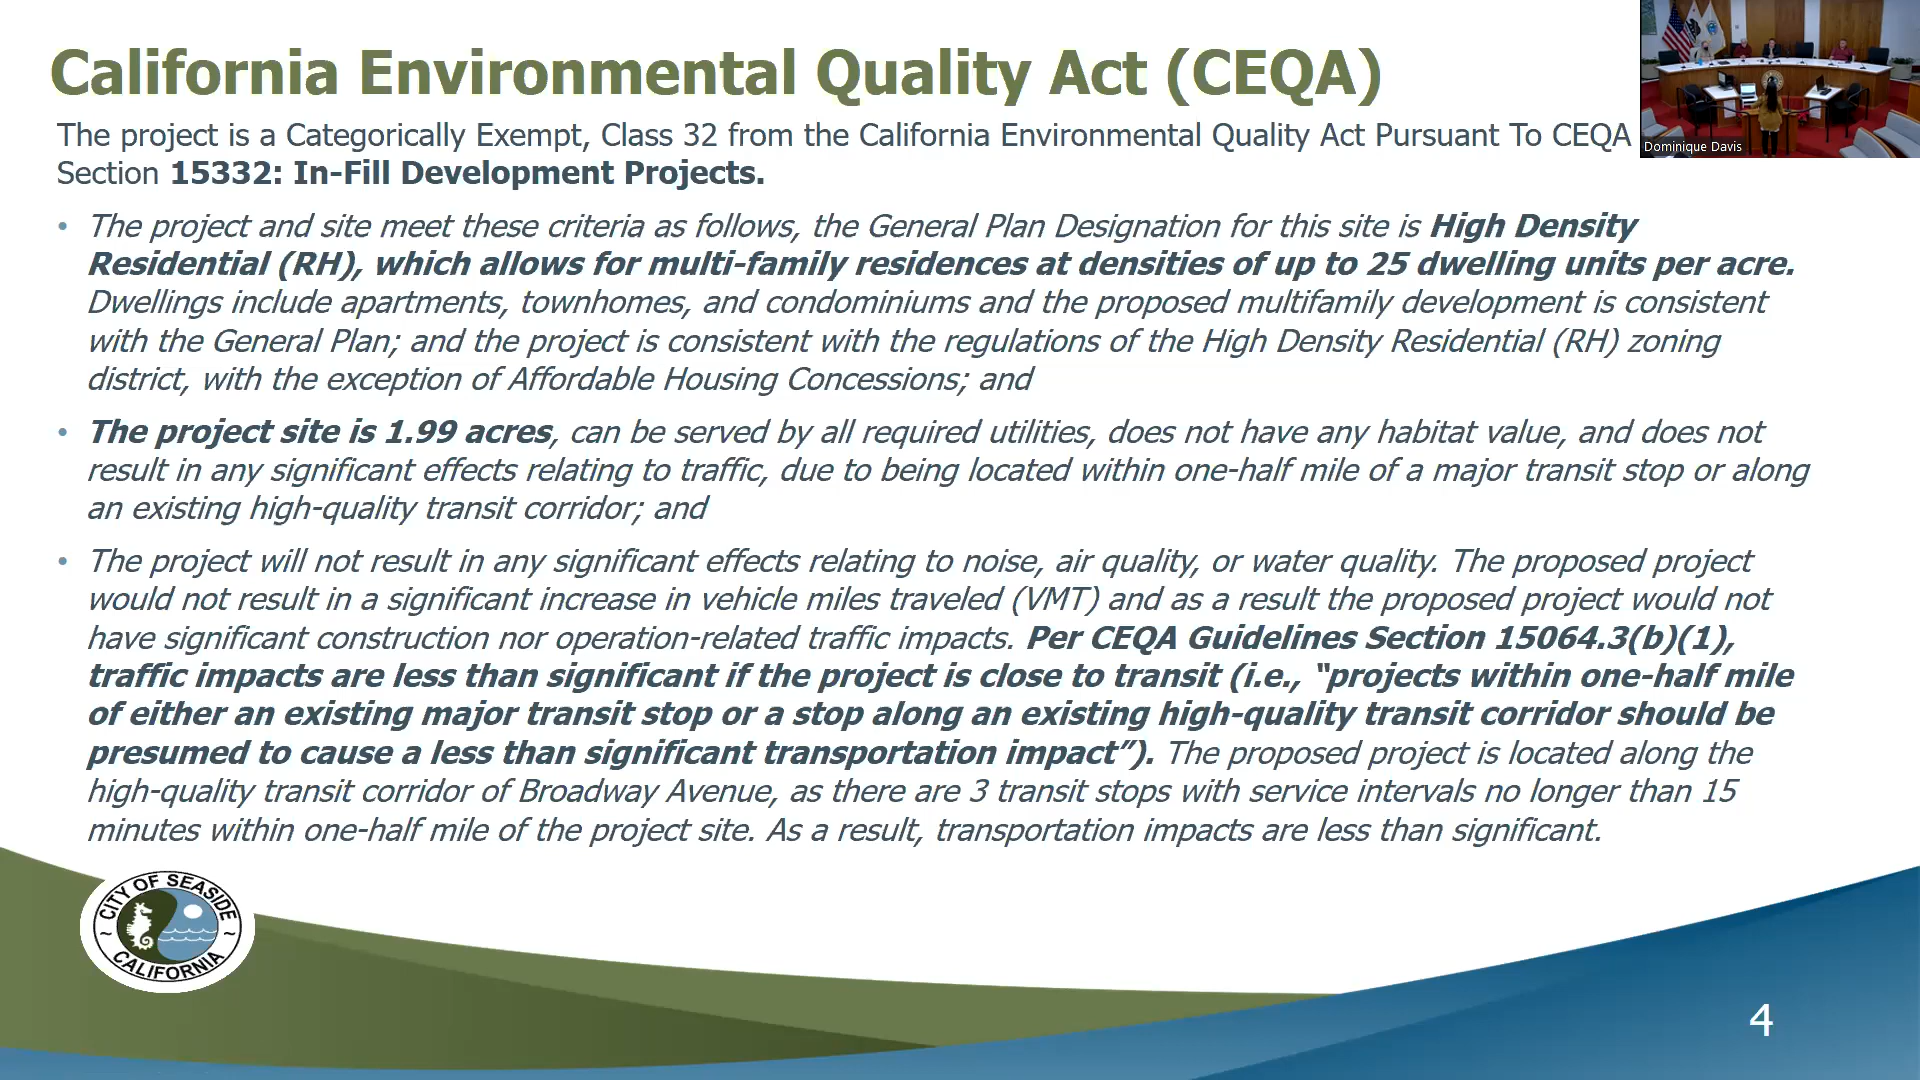 California Environmental Quality Act (CEQA)
The project is a Categorically Exempt, Class 32 from the California Environmental Quality Act Pursuant To CEQA
Section 15332: In-Fill Development Projects.
• The project and site meet these criteria as follows, the General Plan Designation for this site is High Density
Residential (RH), which allows for multi-family residences at densities of up to 25 dwelling units per acre.
Dwellings include apartments, townhomes, and condominiums and the proposed multifamily development is consistent
with the General Plan; and the project is consistent with the regulations of the High Density Residential (RH) zoning
district, with the exception of Affordable Housing Concessions; and
• The project site is 1.99 acres, can be served by all required utilities, does not have any habitat value, and does not
result in any significant effects relating to traffic, due to being located within one-half mile of a major transit stop or along
an existing high-quality transit corridor; and
• The project will not result in any significant effects relating to noise, air quality, or water quality. The proposed project
would not result in a significant increase in vehicle miles traveled (VMT) and as a result the proposed project would not
have significant construction nor operation-related traffic impacts. Per CEQA Guidelines Section 15064.3(b)(1),
traffic impacts are less than significant if the project is close to transit (i.e., “projects within one-half mile
of either an existing major transit stop or a stop along an existing high-quality transit corridor should be
presumed to cause a less than significant transportation impact”). The proposed project is located along the
high-quality transit corridor of Broadway Avenue, as there are 3 transit stops with service intervals no longer than 15
minutes within one-half mile of the project site. As a result, transportation impacts are less than significant.
Dominique Davis
CITY OF SEASIDE
~ ~
CALIFORNIA
4